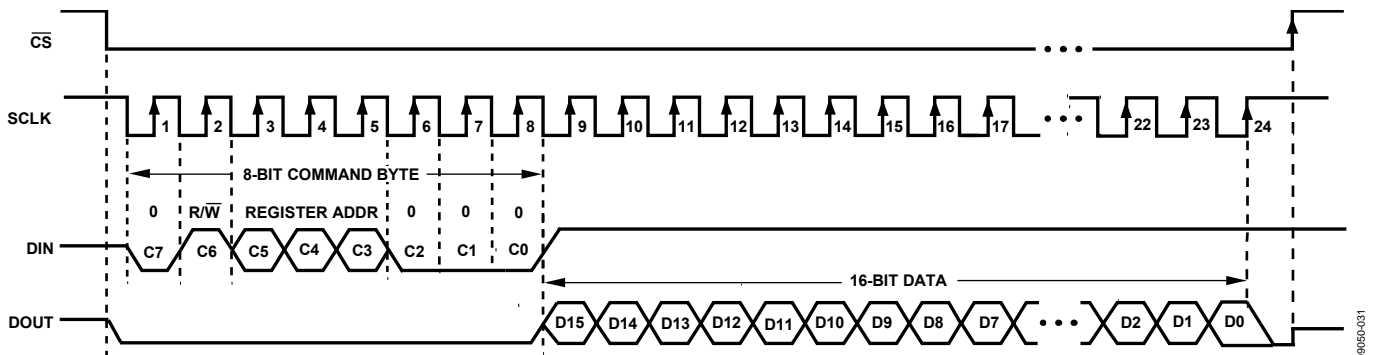 CS
SCLK
1 2 3 4 5 6 7 8 9 10 11 12 13 14 15 16 17 22 23 24
8-BIT COMMAND BYTE
0 R/W REGISTER ADDR 0 0 0
DIN C7 C6 C5 C4 C3 C2 C1 C0
16-BIT DATA
DOUT D15 D14 D13 D12 D11 D10 D9 D8 D7 D2 D1 D0
9050-031